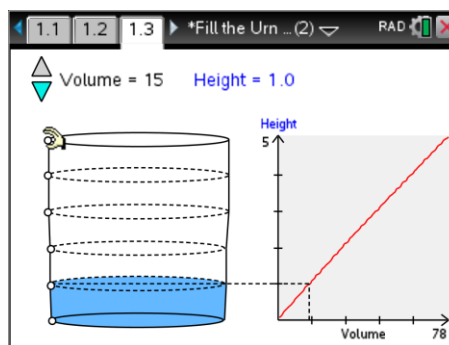 1.1 1.2 1.3 *Fill the Urn ...(2) RAD
Volume = 15 Height = 1.0
Height
5
Volume 78